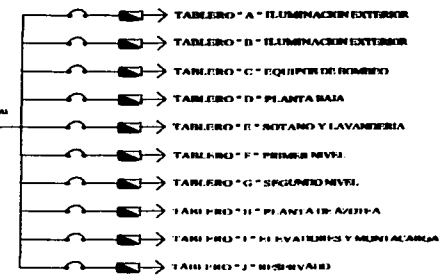 TABLERO " A " ILUMINACION EXTERIOR
TABLERO " B " ILUMINACION EXTERIOR
TABLERO " C " EQUIPOS DE BOMBEO
TABLERO " D " PLANTA BAJA
TABLERO " E " SOTANO Y LAVANDERIA
TABLERO " F " PRIMER NIVEL
TABLERO " G " SEGUNDO NIVEL
TABLERO " H " PLANTA DE AZOTEA
TABLERO " I " ELEVADORES Y MONTACARGA
TABLERO " J " RESERVADO